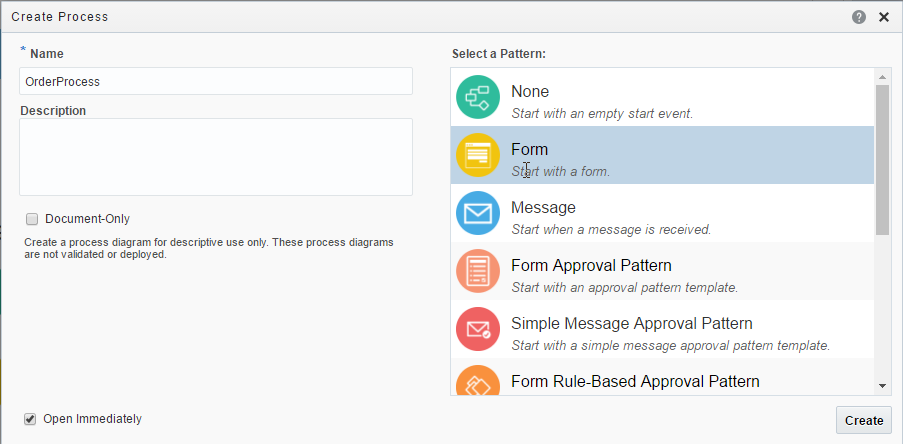 Create Process
* Name
OrderProcess
Description
Document-Only
Create a process diagram for descriptive use only. These process diagrams
are not validated or deployed.
Open Immediately
Select a Pattern:
None
Start with an empty start event.
Form
Start with a form.
Message
Start when a message is received.
Form Approval Pattern
Start with an approval pattern template.
Simple Message Approval Pattern
Start with a simple message approval pattern template.
Form Rule-Based Approval Pattern
Create